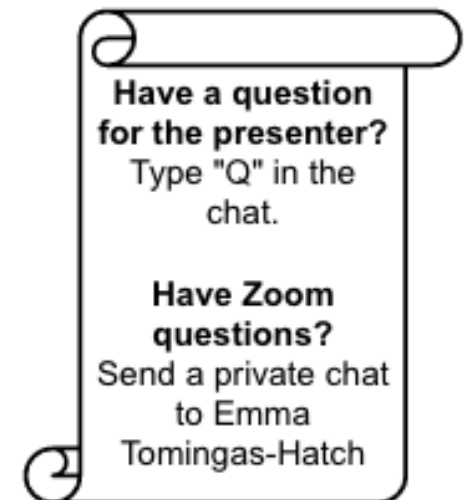 Have a question
for the presenter?
Type "Q" in the
chat.
Have Zoom
questions?
Send a private chat
to Emma
Tomingas-Hatch